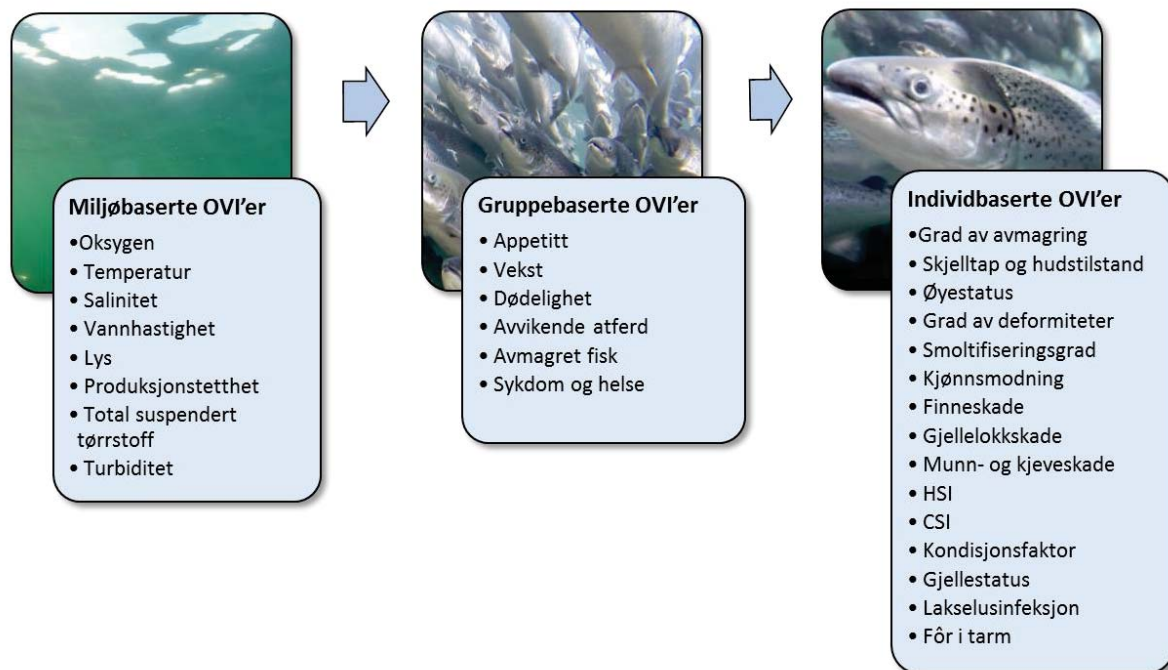 Miljøbaserte OVI’er
•Oksygen
• Temperatur
• Salinitet
• Vannhastighet
• Lys
• Produksjonstetthet
• Total suspendert
tørrstoff
• Turbiditet
Gruppebaserte OVI’er
• Appetitt
• Vekst
• Dødelighet
• Avvikende atferd
• Avmagret fisk
• Sykdom og helse
Individbaserte OVI’er
•Grad av avmagring
• Skjelltap og hudstilstand
• Øyestatus
• Grad av deformiteter
• Smoltifiseringsgrad
• Kjønnsmodning
• Finneskade
• Gjellelokkskade
• Munn- og kjeveskade
• HSI
• CSI
• Kondisjonsfaktor
• Gjellestatus
• Lakselusinfeksjon
• Fôr i tarm